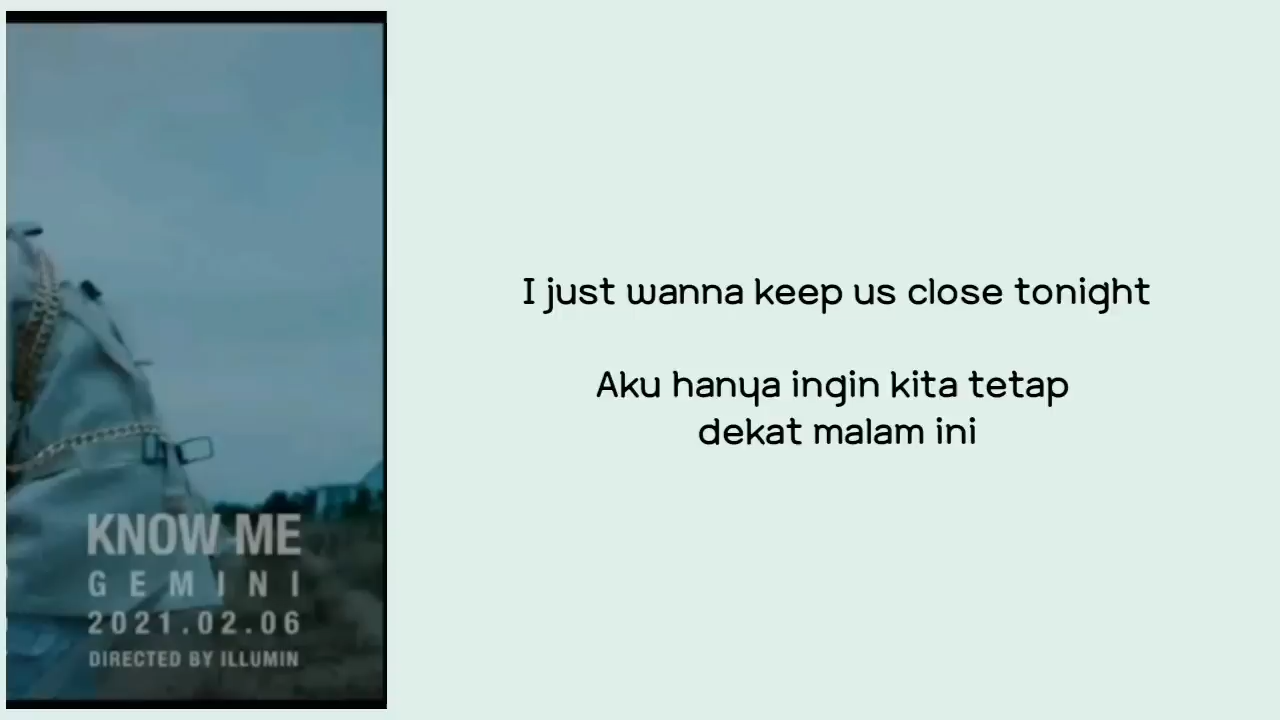 KNOW ME
GEMINI
2021.02.06
DIRECTED BY ILLUMIN
I just wanna keep us close tonight
Aku hanya ingin kita tetap
dekat malam ini